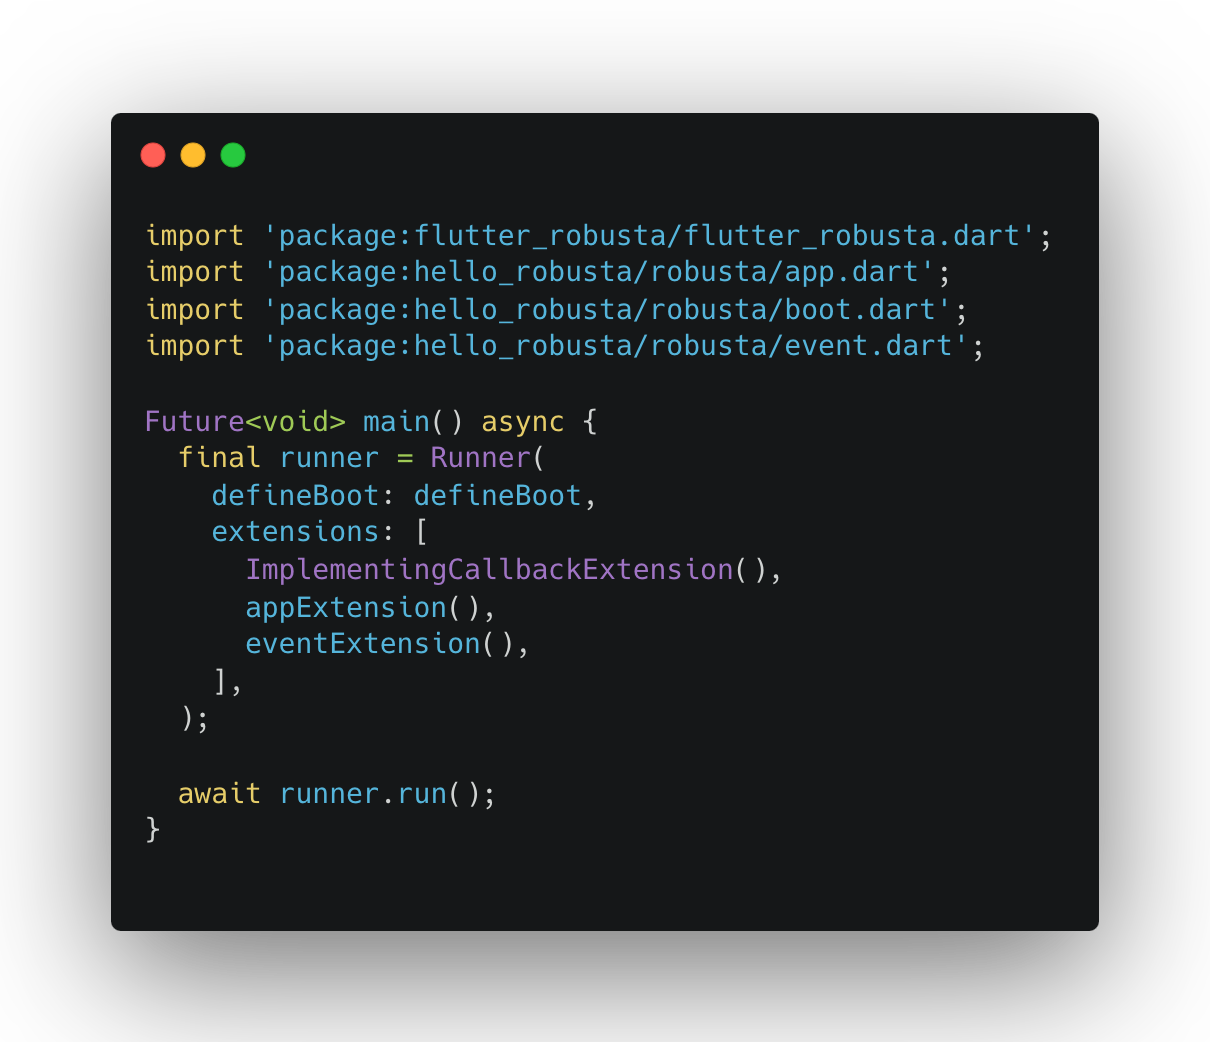 import 'package:flutter_robusta/flutter_robusta.dart';
import 'package:hello_robusta/robusta/app.dart';
import 'package:hello_robusta/robusta/boot.dart';
import 'package:hello_robusta/robusta/event.dart';

Future<void> main() async {
  final runner = Runner(
    defineBoot: defineBoot,
    extensions: [
      ImplementingCallbackExtension(),
      appExtension(),
      eventExtension(),
    ],
  );

  await runner.run();
}